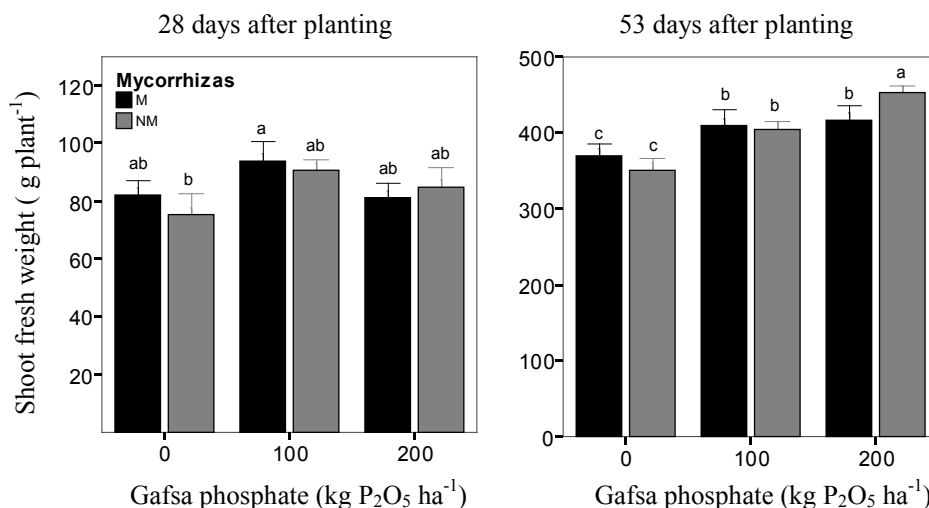 28 days after planting
53 days after planting
Shoot fresh weight ( g plant⁻¹)
120
100
80
60
40
20
Mycorrhizas
M
NM
ab
b
a
ab
ab
ab
0
100
200
Gafsa phosphate (kg P₂O₅ ha⁻¹)
500
400
300
200
100
0
c
c
b
b
b
a
0
100
200
Gafsa phosphate (kg P₂O₅ ha⁻¹)